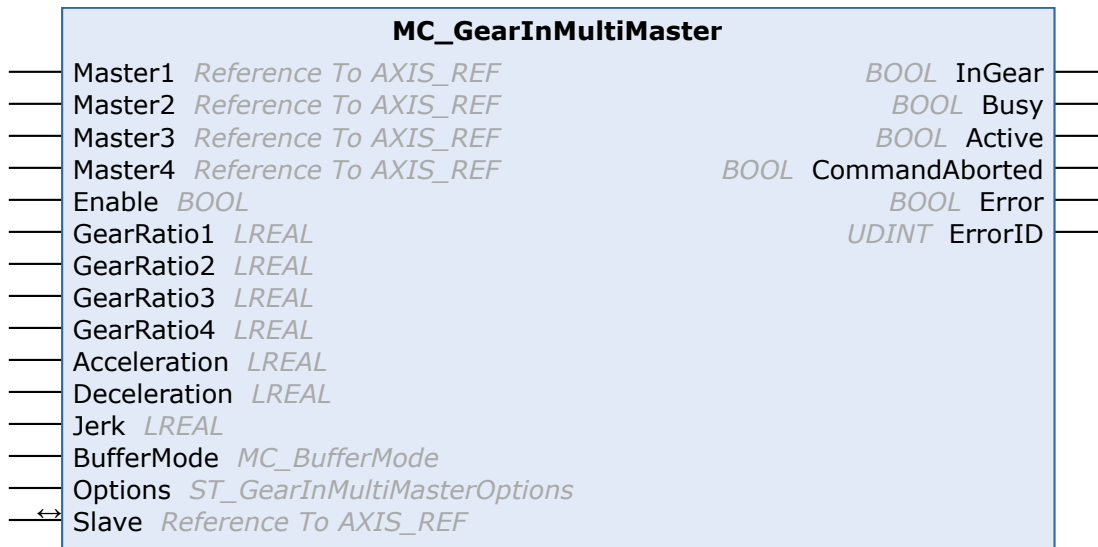 MC_GearInMultiMaster
Master1 Reference To AXIS_REF BOOL InGear
Master2 Reference To AXIS_REF BOOL Busy
Master3 Reference To AXIS_REF BOOL Active
Master4 Reference To AXIS_REF BOOL CommandAborted
Enable BOOL BOOL Error
GearRatio1 LREAL UDINT ErrorID
GearRatio2 LREAL
GearRatio3 LREAL
GearRatio4 LREAL
Acceleration LREAL
Deceleration LREAL
Jerk LREAL
BufferMode MC_BufferMode
Options ST_GearInMultiMasterOptions
Slave Reference To AXIS_REF